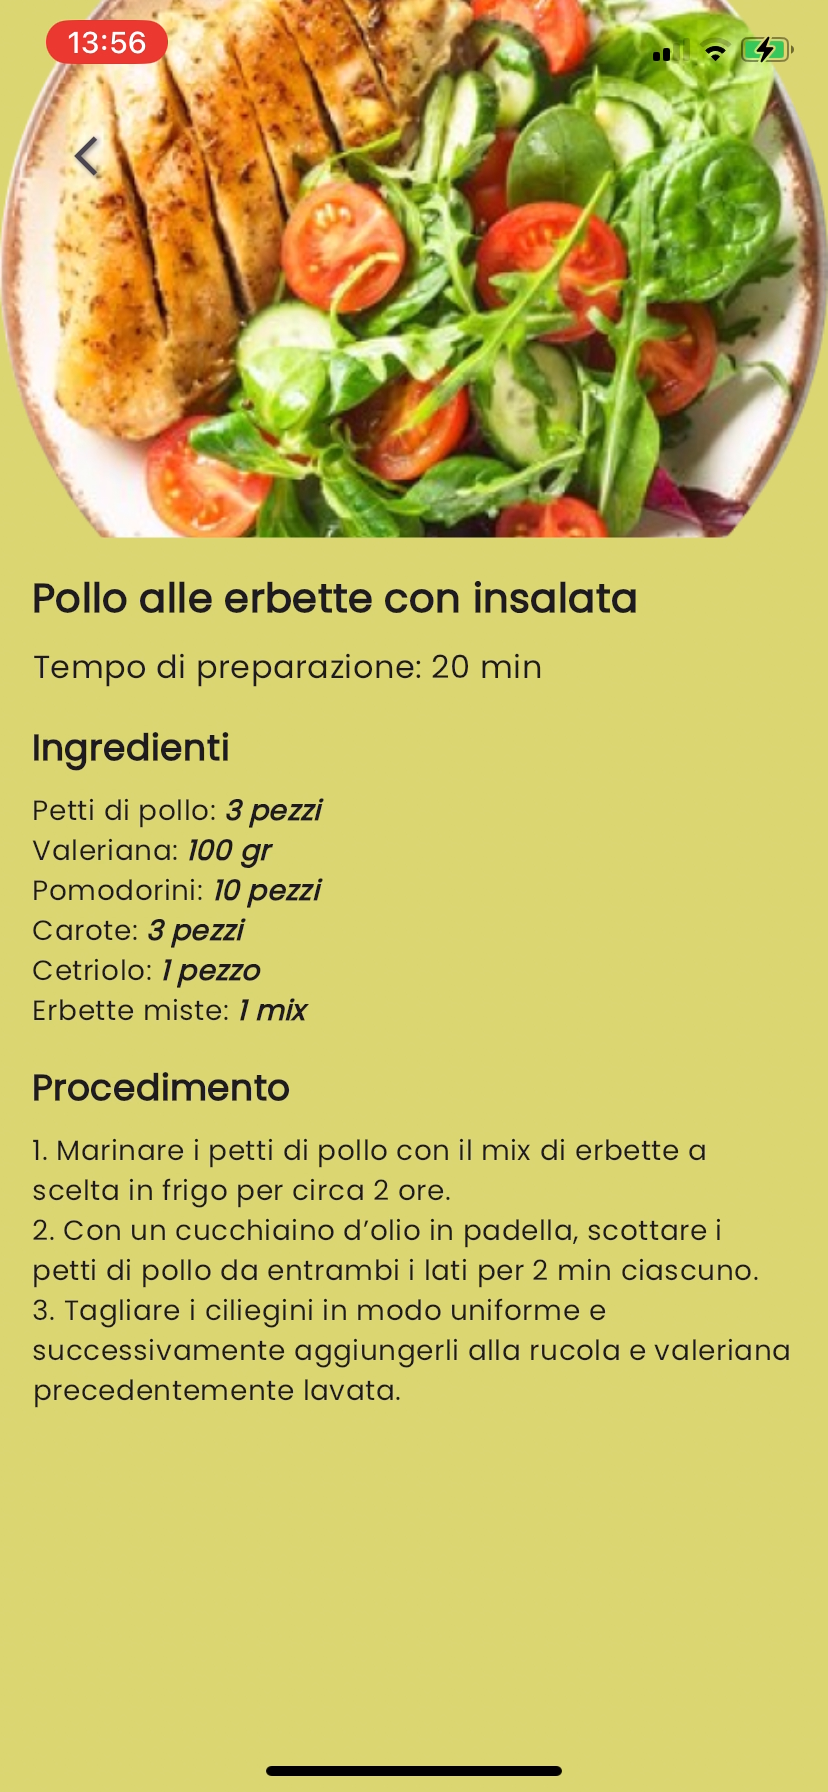 13:56
Pollo alle erbette con insalata
Tempo di preparazione: 20 min
Ingredienti
Petti di pollo: 3 pezzi
Valeriana: 100 gr
Pomodorini: 10 pezzi
Carote: 3 pezzi
Cetriolo: 1 pezzo
Erbette miste: 1 mix
Procedimento
1. Marinare i petti di pollo con il mix di erbette a
scelta in frigo per circa 2 ore.
2. Con un cucchiaino d’olio in padella, scottare i
petti di pollo da entrambi i lati per 2 min ciascuno.
3. Tagliare i ciliegini in modo uniforme e
successivamente aggiungerli alla rucola e valeriana
precedentemente lavata.